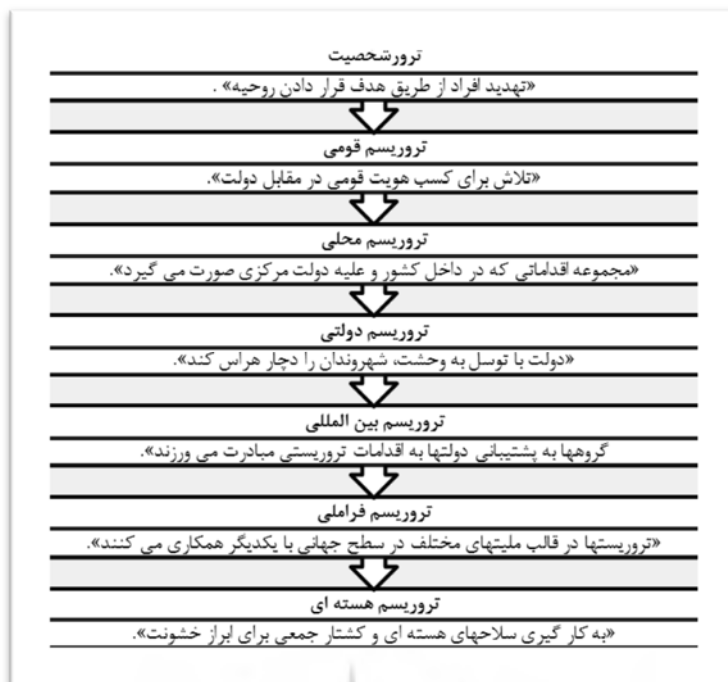 ترورشخصیت
«تهدید افراد از طریق هدف قرار دادن روحیه» .
تروریسم قومی
«تلاش برای کسب هویت قومی در مقابل دولت».
تروریسم محلی
«مجموعه اقداماتی که در داخل کشور و علیه دولت مرکزی صورت می گیرد».
تروریسم دولتی
«دولت با توسل به وحشت، شهروندان را دچار هراس کند».
تروریسم بین المللی
گروهها به پشتیبانی دولتها به اقدامات تروریستی مبادرت می ورزند».
تروریسم فراملی
«تروریستها در قالب ملیتهای مختلف در سطح جهانی با یکدیگر همکاری می کنند».
تروریسم هسته ای
«به کار گیری سلاحهای هسته ای و کشتار جمعی برای ابراز خشونت».